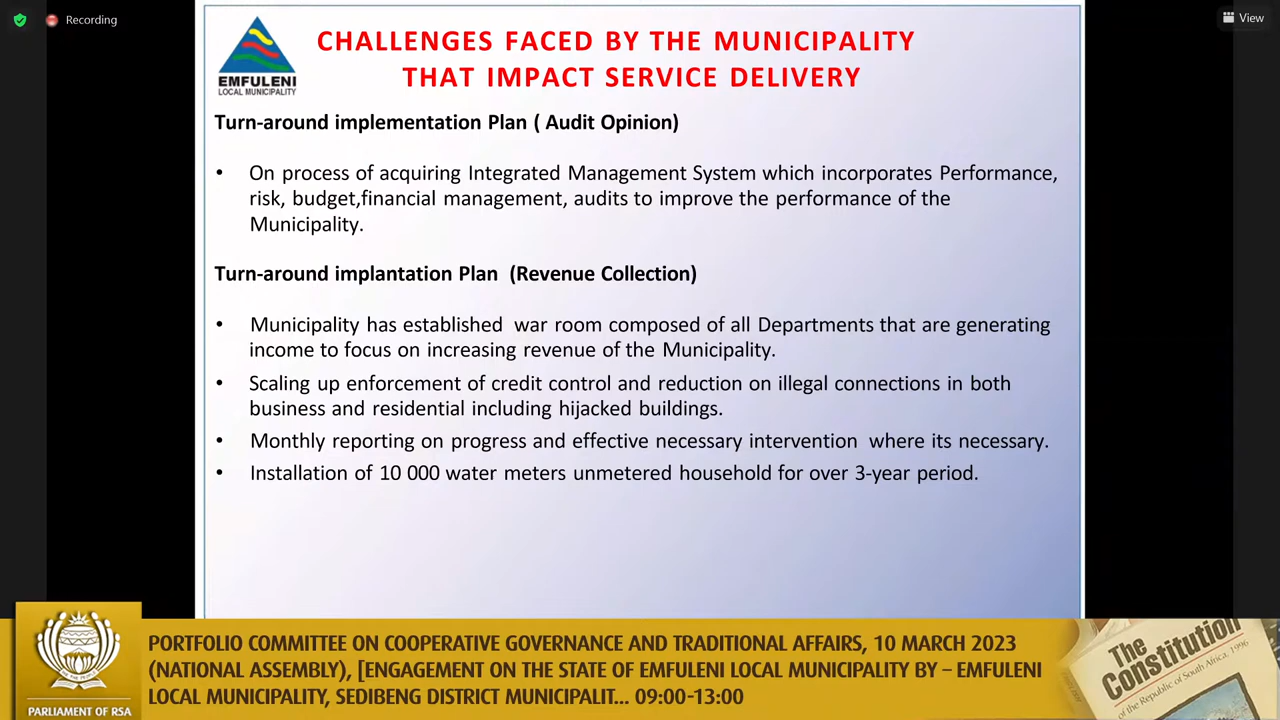 Recording
View
EMFULENI
LOCAL MUNICIPALITY
CHALLENGES FACED BY THE MUNICIPALITY
THAT IMPACT SERVICE DELIVERY
Turn-around implementation Plan ( Audit Opinion)
• On process of acquiring Integrated Management System which incorporates Performance,
risk, budget,financial management, audits to improve the performance of the
Municipality.
Turn-around implantation Plan (Revenue Collection)
• Municipality has established war room composed of all Departments that are generating
income to focus on increasing revenue of the Municipality.
• Scaling up enforcement of credit control and reduction on illegal connections in both
business and residential including hijacked buildings.
• Monthly reporting on progress and effective necessary intervention where its necessary.
• Installation of 10 000 water meters unmetered household for over 3-year period.
PARLIAMENT OF RSA
PORTFOLIO COMMITTEE ON COOPERATIVE GOVERNANCE AND TRADITIONAL AFFAIRS, 10 MARCH 2023
(NATIONAL ASSEMBLY), [ENGAGEMENT ON THE STATE OF EMFULENI LOCAL MUNICIPALITY BY – EMFULENI
LOCAL MUNICIPALITY, SEDIBENG DISTRICT MUNICIPALIT... 09:00-13:00
The
Constitution
of the Republic of South Africa, 1996